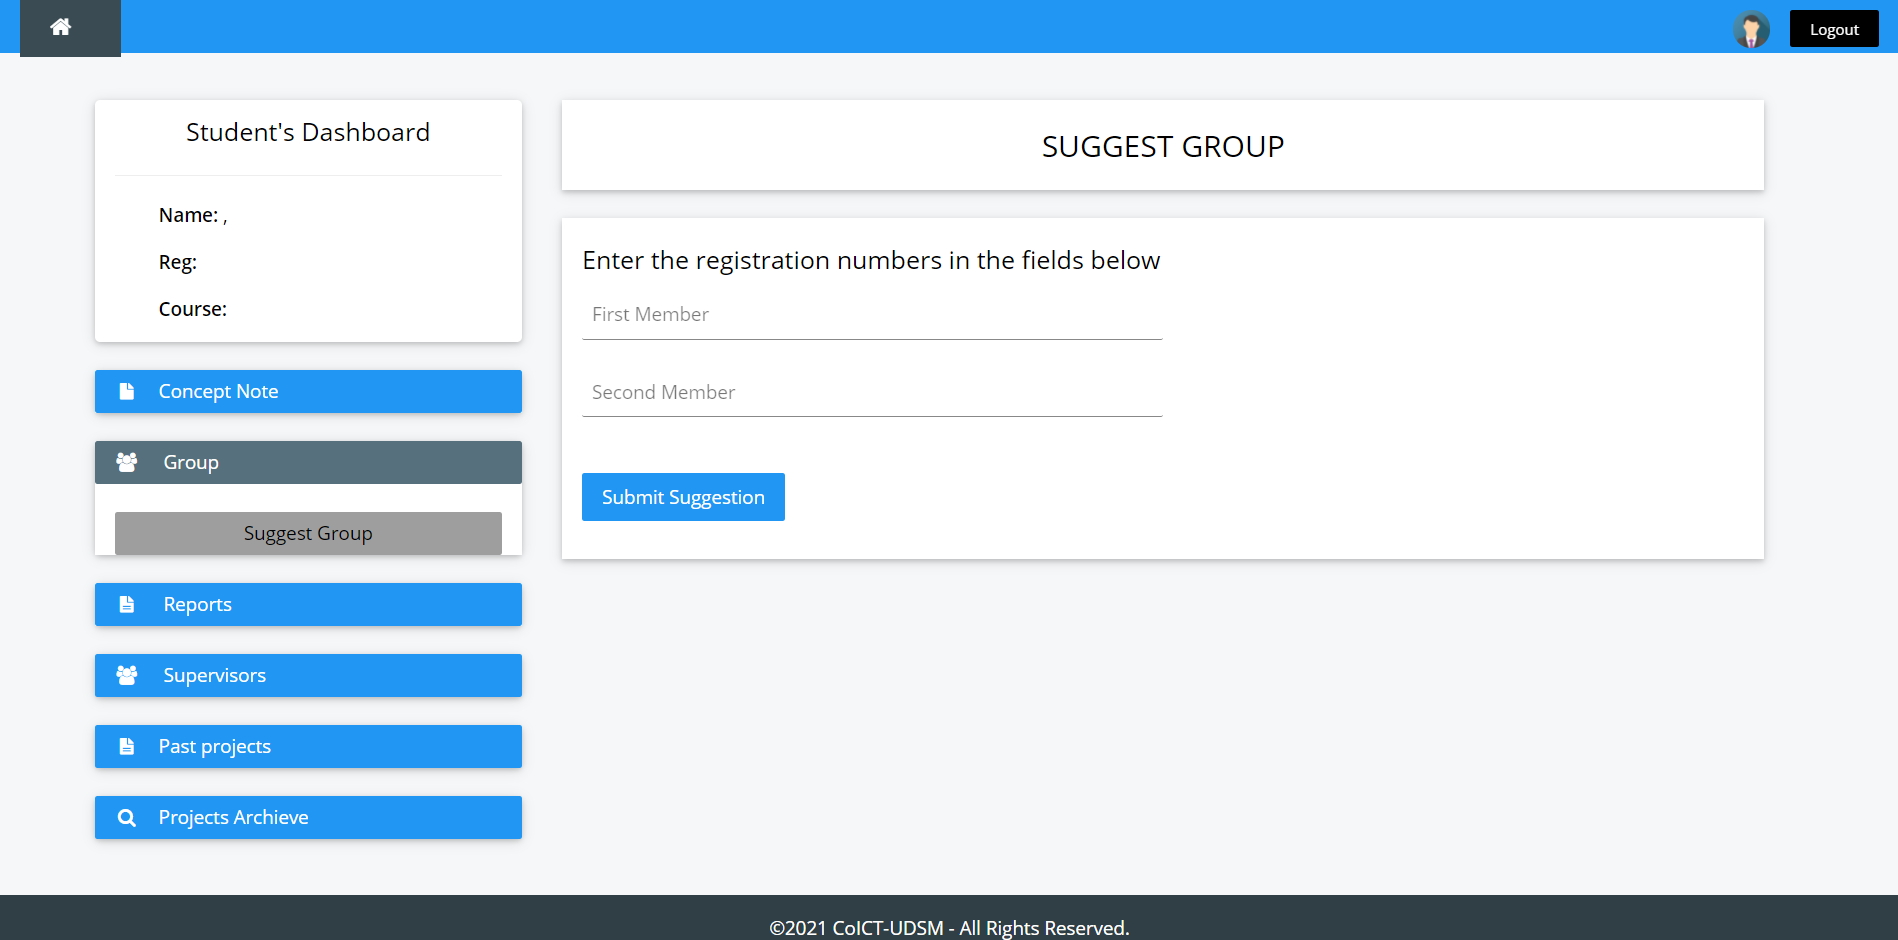 Logout
Student's Dashboard
Name: ,
Reg:
Course:
Concept Note
Group
Suggest Group
Reports
Supervisors
Past projects
Projects Archieve
SUGGEST GROUP
Enter the registration numbers in the fields below
First Member
Second Member
Submit Suggestion
©2021 CoICT-UDSM - All Rights Reserved.